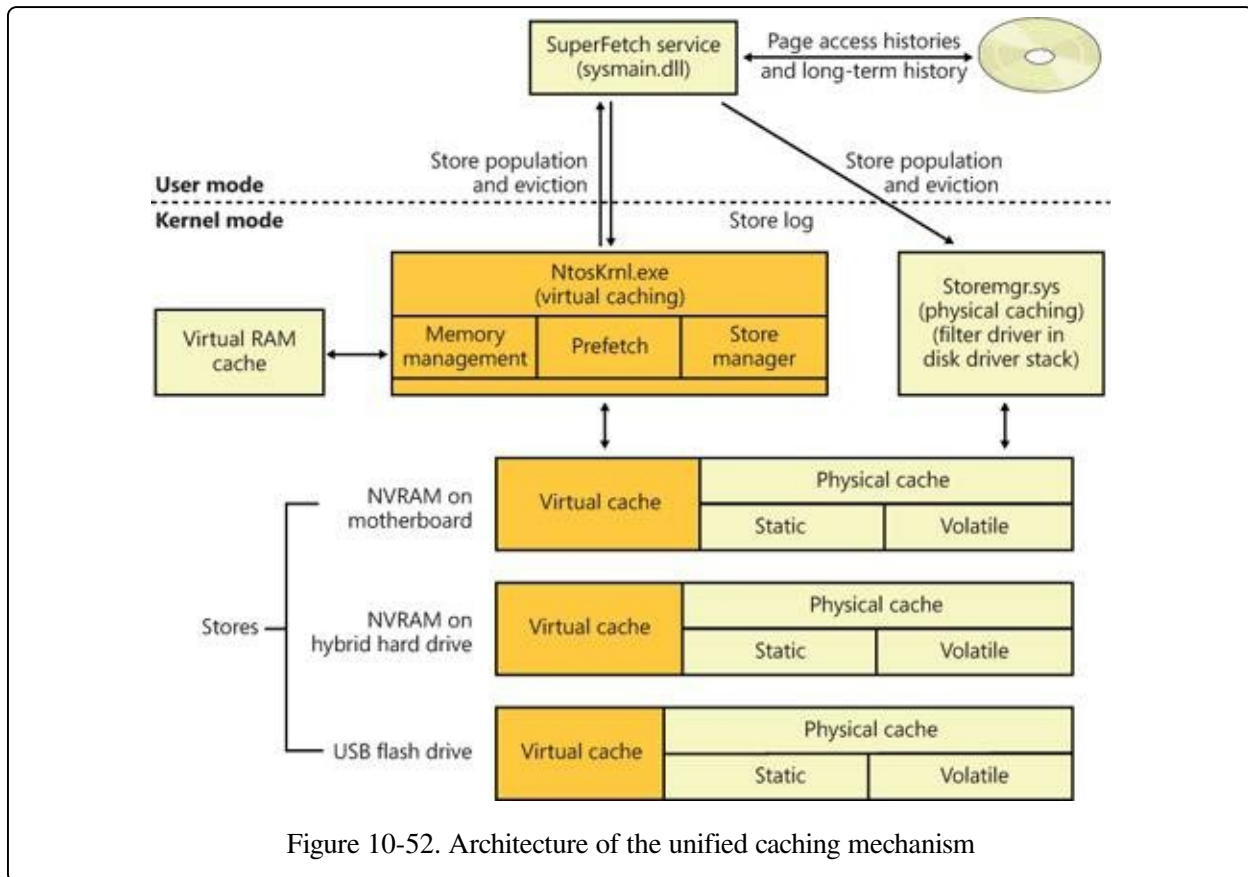 SuperFetch service
(sysmain.dll)
Page access histories
and long-term history
Store population
and eviction
Store population
and eviction
User mode
Kernel mode
Store log
NtosKrnl.exe
(virtual caching)
Memory
management
Prefetch
Store
manager
Virtual RAM
cache
Storemgr.sys
(physical caching)
(filter driver in
disk driver stack)
Stores
NVRAM on
motherboard
Virtual cache
Physical cache
Static
Volatile
NVRAM on
hybrid hard drive
Virtual cache
Physical cache
Static
Volatile
USB flash drive
Virtual cache
Physical cache
Static
Volatile
Figure 10-52. Architecture of the unified caching mechanism